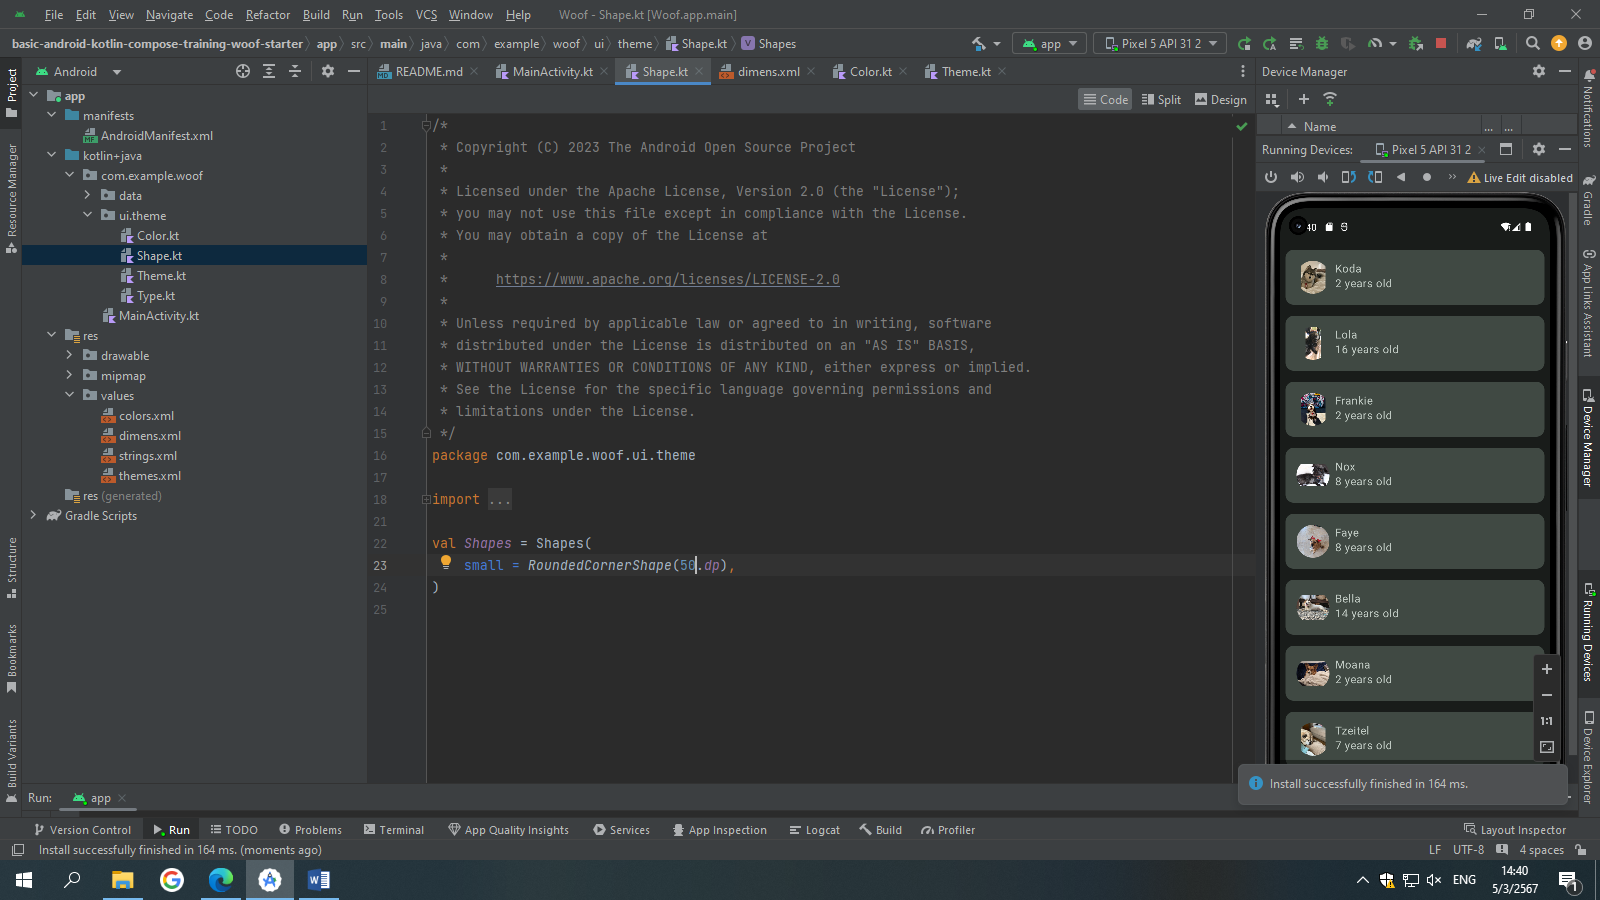 File Edit View Navigate Code Refactor Build Run Tools VCS Window Help Woof - Shape.kt [Woof.app.main]
basic-android-kotlin-compose-training-woof-starter app src main java com example woof ui theme Shape.kt Shapes
app Pixel 5 API 31 2
Android
README.md MainActivity.kt Shape.kt dimens.xml Color.kt Theme.kt
Device Manager
Code Split Design
Name ... ...
Running Devices: Pixel 5 API 31 2
Live Edit disabled
Project
Resource Manager
Structure
Bookmarks
Build Variants
app
manifests
AndroidManifest.xml
kotlin+java
com.example.woof
data
ui.theme
Color.kt
Shape.kt
Theme.kt
Type.kt
MainActivity.kt
res
drawable
mipmap
values
colors.xml
dimens.xml
strings.xml
themes.xml
res (generated)
Gradle Scripts
1 /*
2 * Copyright (C) 2023 The Android Open Source Project
3 *
4 * Licensed under the Apache License, Version 2.0 (the "License");
5 * you may not use this file except in compliance with the License.
6 * You may obtain a copy of the License at
7 *
8 * https://www.apache.org/licenses/LICENSE-2.0
9 *
10 * Unless required by applicable law or agreed to in writing, software
11 * distributed under the License is distributed on an "AS IS" BASIS,
12 * WITHOUT WARRANTIES OR CONDITIONS OF ANY KIND, either express or implied.
13 * See the License for the specific language governing permissions and
14 * limitations under the License.
15 */
16 package com.example.woof.ui.theme
17
18 import ...
21
22 val Shapes = Shapes(
23 small = RoundedCornerShape(50.dp),
24 )
25
40
Koda
2 years old
Lola
16 years old
Frankie
2 years old
Nox
8 years old
Faye
8 years old
Bella
14 years old
Moana
2 years old
Tzeitel
7 years old
1:1
Install successfully finished in 164 ms.
Notifications
Gradle
App Links Assistant
Device Manager
Running Devices
Device Explorer
Run: app
Version Control Run TODO Problems Terminal App Quality Insights Services App Inspection Logcat Build Profiler Layout Inspector
Install successfully finished in 164 ms. (moments ago) LF UTF-8 4 spaces
ENG
14:40
5/3/2567
1